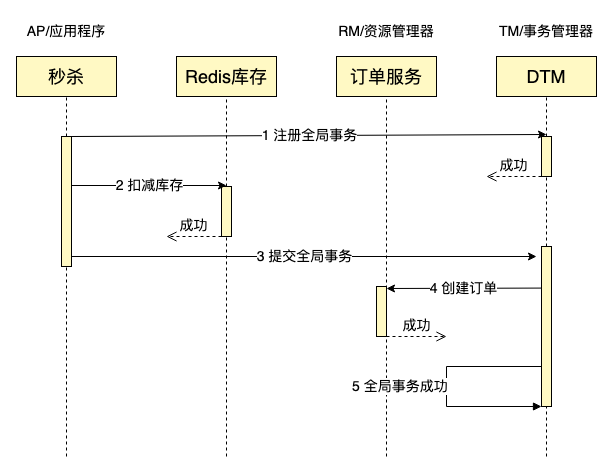 AP/应用程序
RM/资源管理器
TM/事务管理器
秒杀
Redis库存
订单服务
DTM
1 注册全局事务
成功
2 扣减库存
成功
3 提交全局事务
4 创建订单
成功
5 全局事务成功